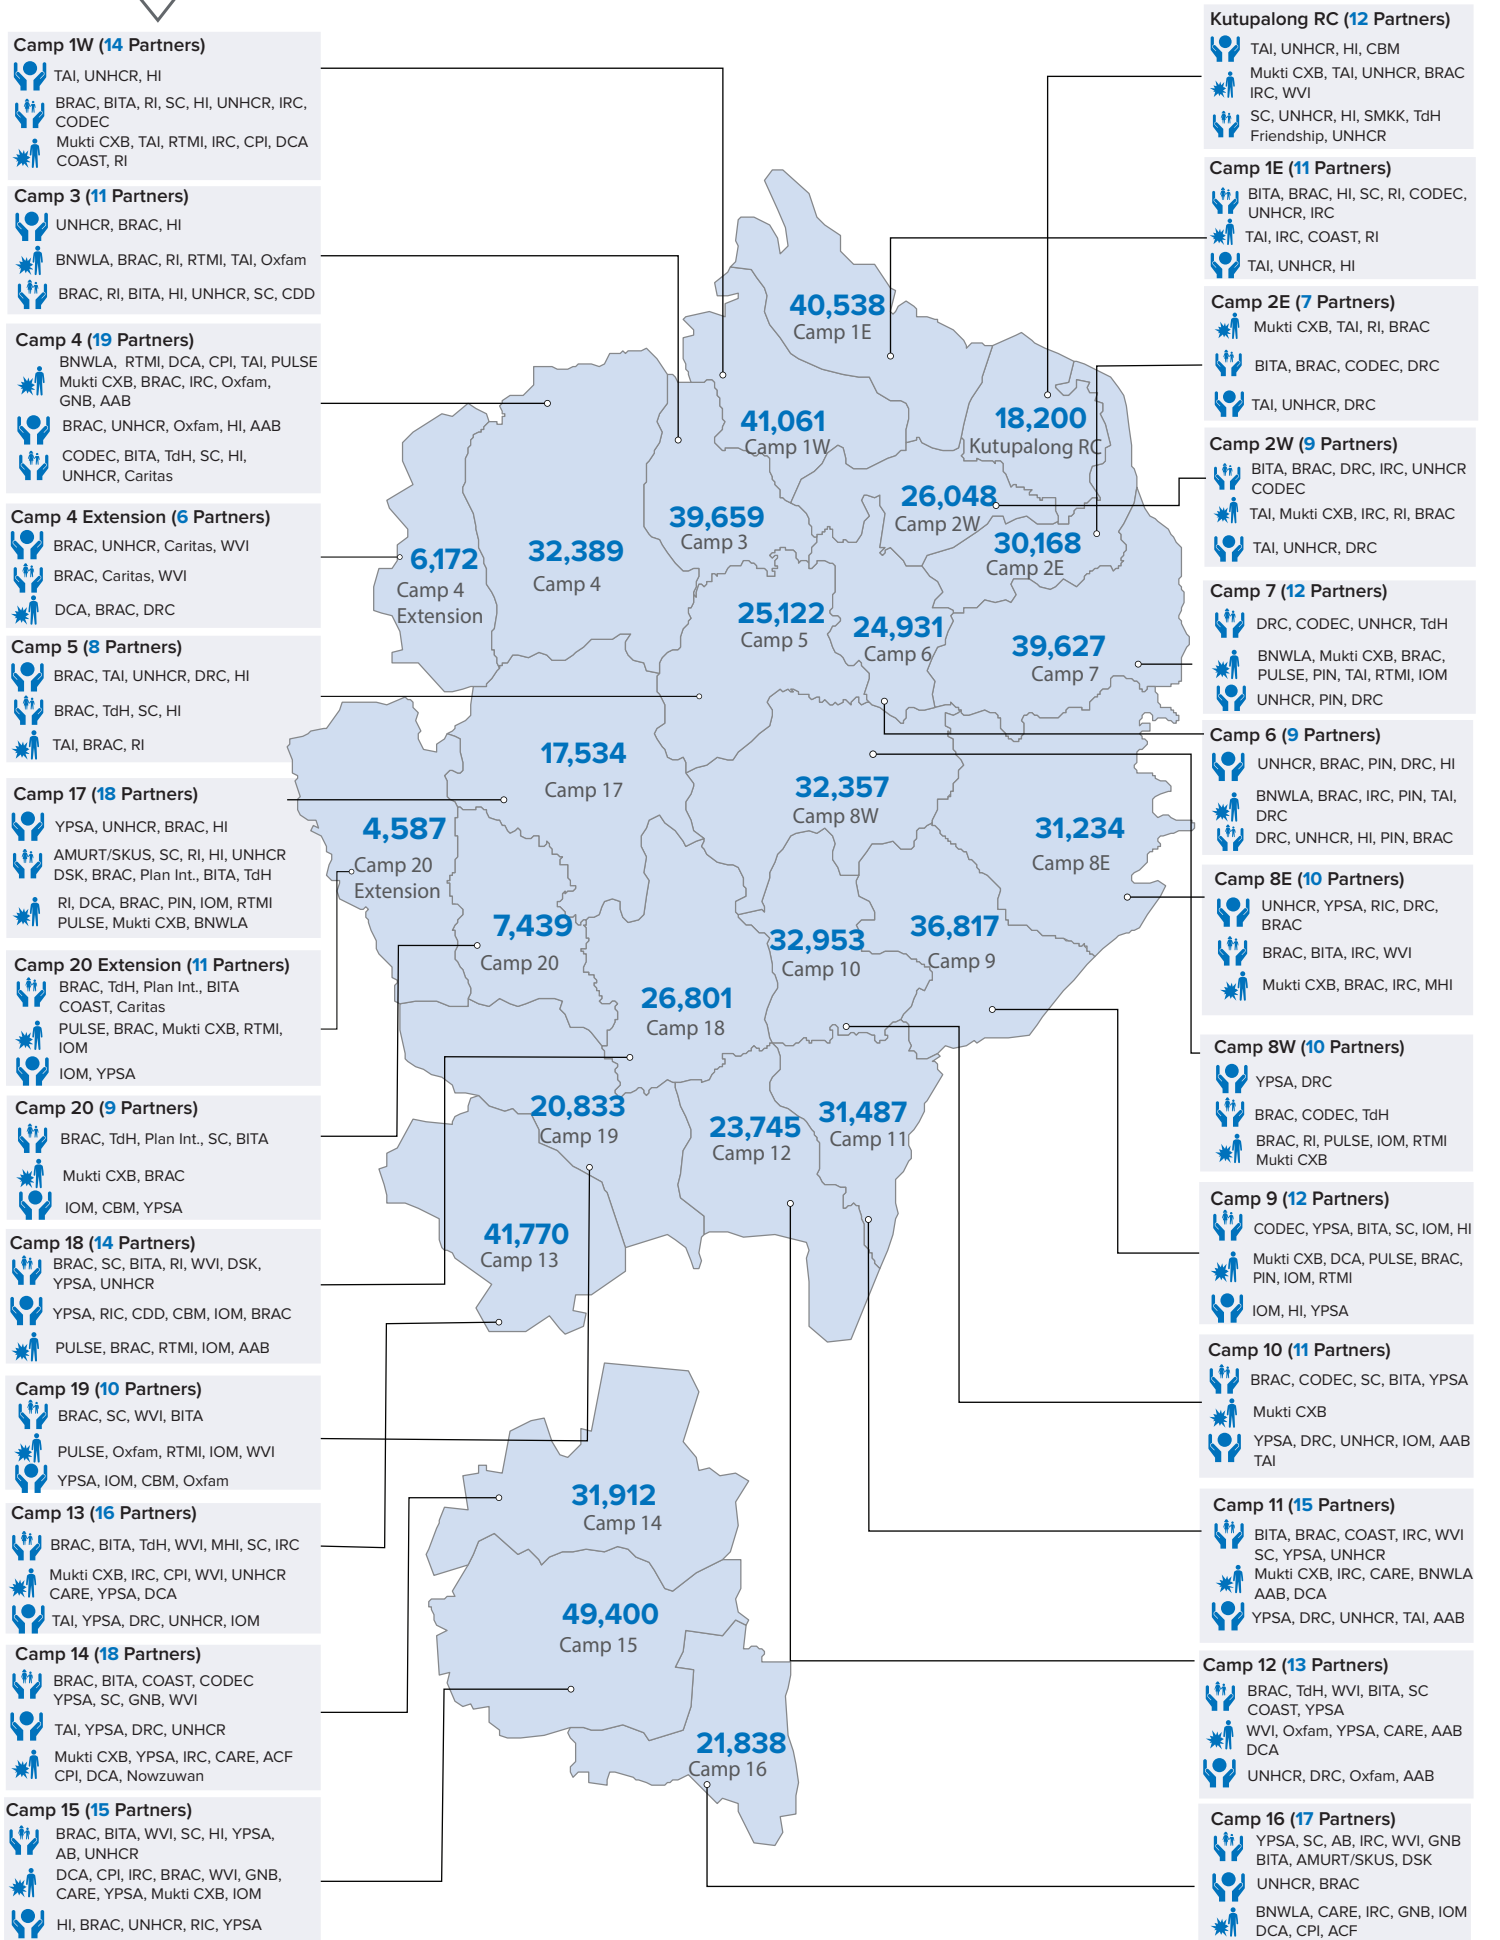 Camp 1W (14 Partners)
TAI, UNHCR, HI
BRAC, BITA, RI, SC, HI, UNHCR, IRC,
CODEC
Mukti CXB, TAI, RTMI, IRC, CPI, DCA
COAST, RI
Camp 3 (11 Partners)
UNHCR, BRAC, HI
BNWLA, BRAC, RI, RTMI, TAI, Oxfam
BRAC, RI, BITA, HI, UNHCR, SC, CDD
Camp 4 (19 Partners)
BNWLA, RTMI, DCA, CPI, TAI, PULSE
Mukti CXB, BRAC, IRC, Oxfam,
GNB, AAB
BRAC, UNHCR, Oxfam, HI, AAB
CODEC, BITA, TdH, SC, HI,
UNHCR, Caritas
Camp 4 Extension (6 Partners)
BRAC, UNHCR, Caritas, WVI
BRAC, Caritas, WVI
DCA, BRAC, DRC
Camp 5 (8 Partners)
BRAC, TAI, UNHCR, DRC, HI
BRAC, TdH, SC, HI
TAI, BRAC, RI
Camp 17 (18 Partners)
YPSA, UNHCR, BRAC, HI
AMURT/SKUS, SC, RI, HI, UNHCR
DSK, BRAC, Plan Int., BITA, TdH
RI, DCA, BRAC, PIN, IOM, RTMI
PULSE, Mukti CXB, BNWLA
Camp 20 Extension (11 Partners)
BRAC, TdH, Plan Int., BITA
COAST, Caritas
PULSE, BRAC, Mukti CXB, RTMI,
IOM
IOM, YPSA
Camp 20 (9 Partners)
BRAC, TdH, Plan Int., SC, BITA
Mukti CXB, BRAC
IOM, CBM, YPSA
Camp 18 (14 Partners)
BRAC, SC, BITA, RI, WVI, DSK,
YPSA, UNHCR
YPSA, RIC, CDD, CBM, IOM, BRAC
PULSE, BRAC, RTMI, IOM, AAB
Camp 19 (10 Partners)
BRAC, SC, WVI, BITA
PULSE, Oxfam, RTMI, IOM, WVI
YPSA, IOM, CBM, Oxfam
Camp 13 (16 Partners)
BRAC, BITA, TdH, WVI, MHI, SC, IRC
Mukti CXB, IRC, CPI, WVI, UNHCR
CARE, YPSA, DCA
TAI, YPSA, DRC, UNHCR, IOM
Camp 14 (18 Partners)
BRAC, BITA, COAST, CODEC
YPSA, SC, GNB, WVI
TAI, YPSA, DRC, UNHCR
Mukti CXB, YPSA, IRC, CARE, ACF
CPI, DCA, Nowzuwan
Camp 15 (15 Partners)
BRAC, BITA, WVI, SC, HI, YPSA,
AB, UNHCR
DCA, CPI, IRC, BRAC, WVI, GNB,
CARE, YPSA, Mukti CXB, IOM
HI, BRAC, UNHCR, RIC, YPSA
40,538
Camp 1E
41,061
Camp 1W
18,200
Kutupalong RC
26,048
Camp 2W
39,659
Camp 3
30,168
Camp 2E
32,389
Camp 4
6,172
Camp 4
Extension
25,122
Camp 5
24,931
Camp 6
39,627
Camp 7
17,534
Camp 17
32,357
Camp 8W
4,587
Camp 20
Extension
31,234
Camp 8E
7,439
Camp 20
32,953
Camp 10
36,817
Camp 9
26,801
Camp 18
20,833
Camp 19
23,745
Camp 12
31,487
Camp 11
41,770
Camp 13
31,912
Camp 14
49,400
Camp 15
21,838
Camp 16
Kutupalong RC (12 Partners)
TAI, UNHCR, HI, CBM
Mukti CXB, TAI, UNHCR, BRAC
IRC, WVI
SC, UNHCR, HI, SMKK, TdH
Friendship, UNHCR
Camp 1E (11 Partners)
BITA, BRAC, HI, SC, RI, CODEC,
UNHCR, IRC
TAI, IRC, COAST, RI
TAI, UNHCR, HI
Camp 2E (7 Partners)
Mukti CXB, TAI, RI, BRAC
BITA, BRAC, CODEC, DRC
TAI, UNHCR, DRC
Camp 2W (9 Partners)
BITA, BRAC, DRC, IRC, UNHCR
CODEC
TAI, Mukti CXB, IRC, RI, BRAC
TAI, UNHCR, DRC
Camp 7 (12 Partners)
DRC, CODEC, UNHCR, TdH
BNWLA, Mukti CXB, BRAC,
PULSE, PIN, TAI, RTMI, IOM
UNHCR, PIN, DRC
Camp 6 (9 Partners)
UNHCR, BRAC, PIN, DRC, HI
BNWLA, BRAC, IRC, PIN, TAI,
DRC
DRC, UNHCR, HI, PIN, BRAC
Camp 8E (10 Partners)
UNHCR, YPSA, RIC, DRC,
BRAC
BRAC, BITA, IRC, WVI
Mukti CXB, BRAC, IRC, MHI
Camp 8W (10 Partners)
YPSA, DRC
BRAC, CODEC, TdH
BRAC, RI, PULSE, IOM, RTMI
Mukti CXB
Camp 9 (12 Partners)
CODEC, YPSA, BITA, SC, IOM, HI
Mukti CXB, DCA, PULSE, BRAC,
PIN, IOM, RTMI
IOM, HI, YPSA
Camp 10 (11 Partners)
BRAC, CODEC, SC, BITA, YPSA
Mukti CXB
YPSA, DRC, UNHCR, IOM, AAB
TAI
Camp 11 (15 Partners)
BITA, BRAC, COAST, IRC, WVI
SC, YPSA, UNHCR
Mukti CXB, IRC, CARE, BNWLA
AAB, DCA
YPSA, DRC, UNHCR, TAI, AAB
Camp 12 (13 Partners)
BRAC, TdH, WVI, BITA, SC
COAST, YPSA
WVI, Oxfam, YPSA, CARE, AAB
DCA
UNHCR, DRC, Oxfam, AAB
Camp 16 (17 Partners)
YPSA, SC, AB, IRC, WVI, GNB
BITA, AMURT/SKUS, DSK
UNHCR, BRAC
BNWLA, CARE, IRC, GNB, IOM
DCA, CPI, ACF